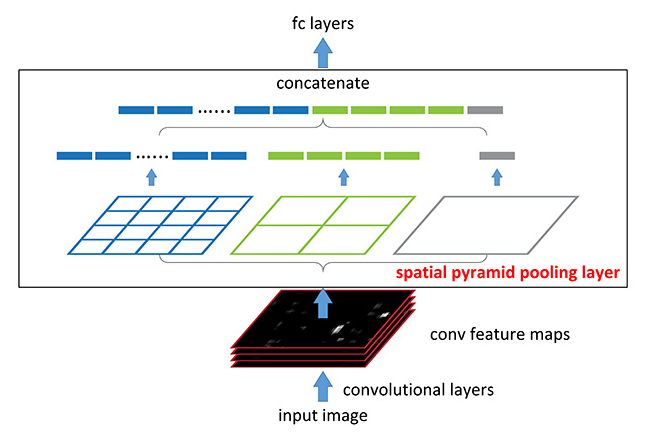 fc layers
concatenate
......
......
spatial pyramid pooling layer
conv feature maps
convolutional layers
input image